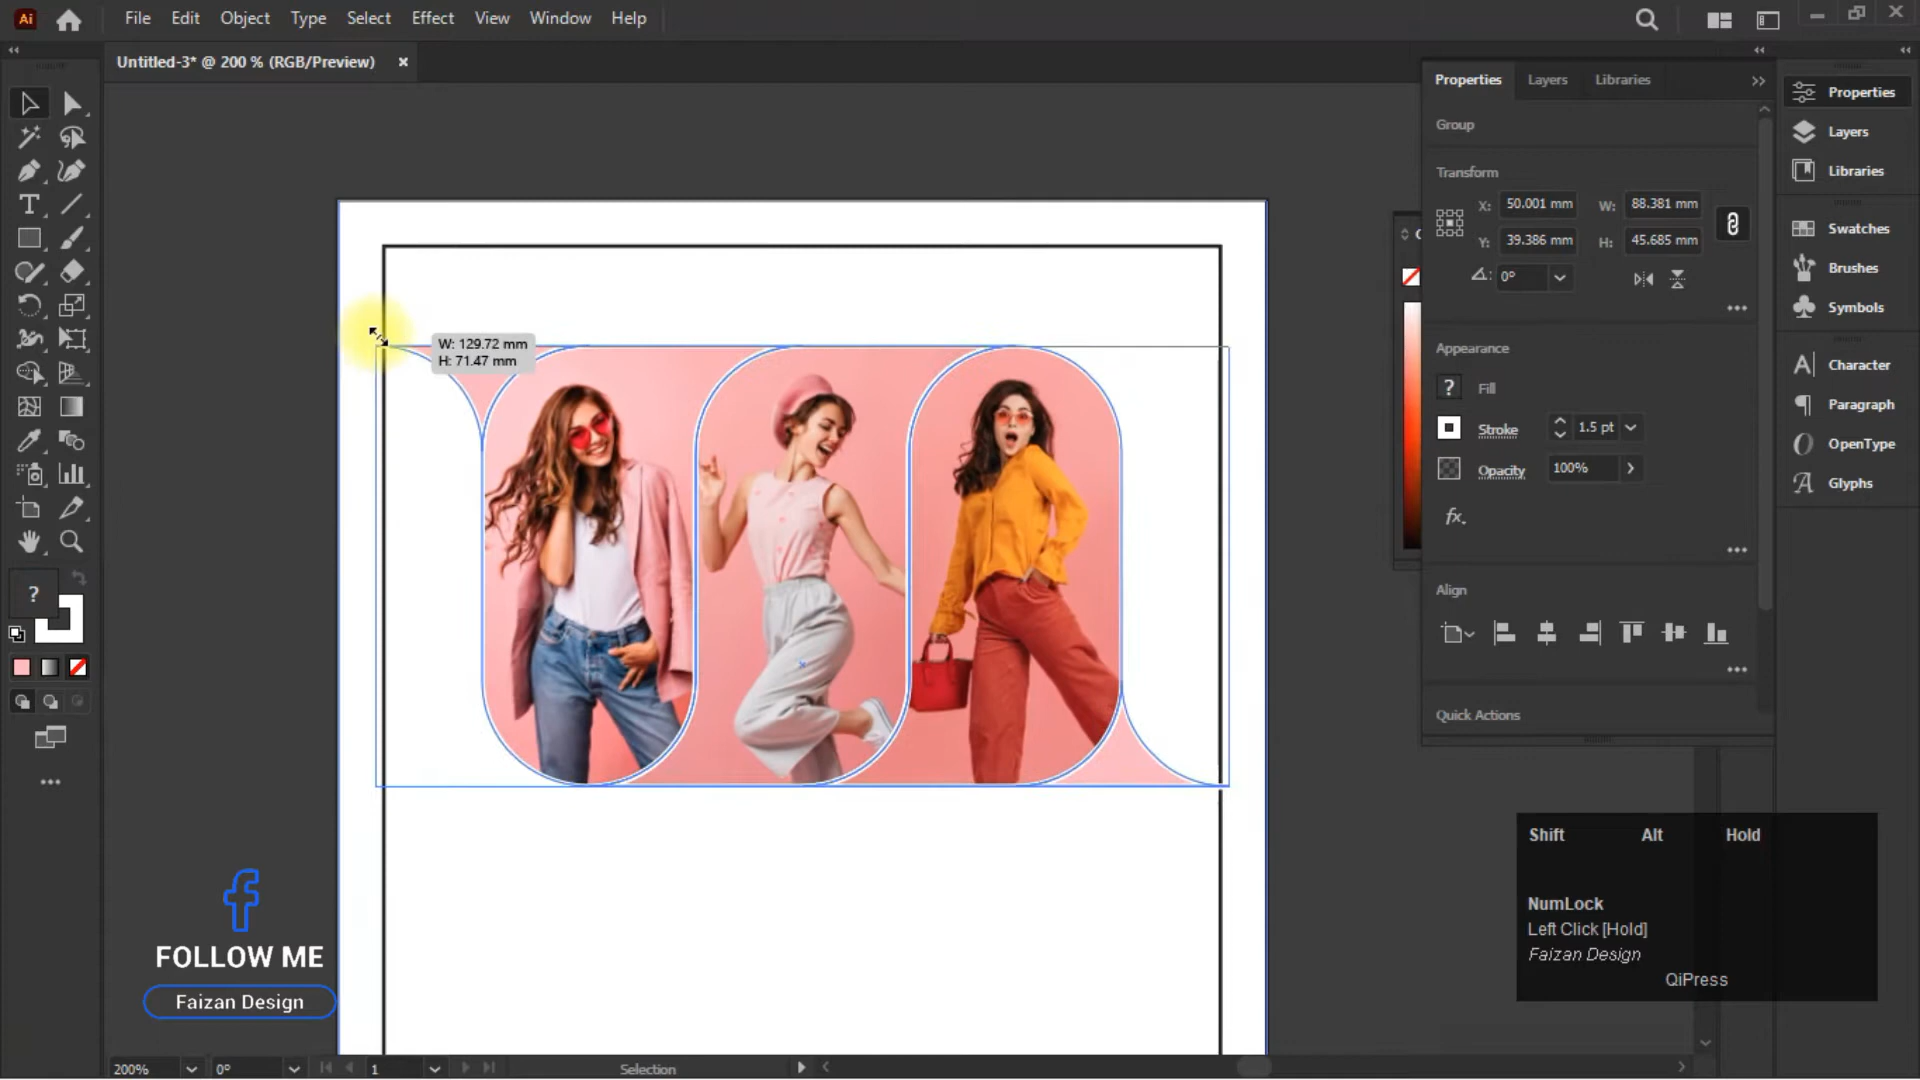 Ai
File Edit Object Type Select Effect View Window Help
Untitled-3* @ 200 % (RGB/Preview)
W: 129.72 mm
H: 71.47 mm
Properties Layers Libraries
Group
Transform
X: 50.001 mm W: 88.381 mm
Y: 39.386 mm H: 45.685 mm
0°
Appearance
? Fill
Stroke 1.5 pt
Opacity 100%
fx.
Align
Quick Actions
Properties
Layers
Libraries
Swatches
Brushes
Symbols
Character
Paragraph
OpenType
Glyphs
?
FOLLOW ME
Faizan Design
Shift Alt Hold
NumLock
Left Click [Hold]
Faizan Design
QiPress
200% 0° 1 Selection